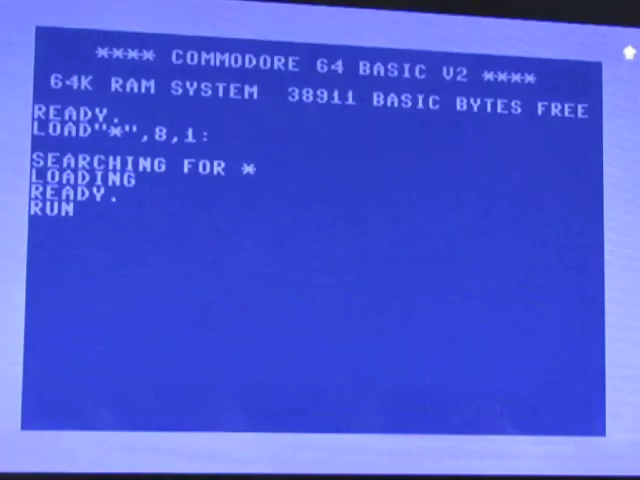 **** COMMODORE 64 BASIC V2 ****
64K RAM SYSTEM 38911 BASIC BYTES FREE
READY.
LOAD"*",8,1:
SEARCHING FOR *
LOADING
READY.
RUN